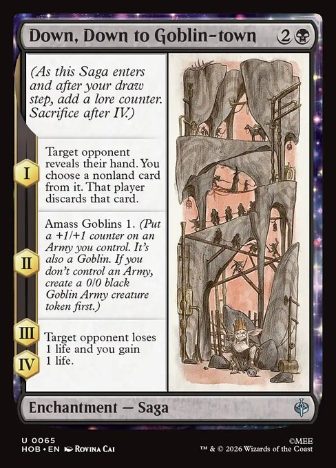 Down, Down to Goblin-town 2
(As this Saga enters
and after your draw
step, add a lore counter.
Sacrifice after IV.)
I
Target opponent
reveals their hand. You
choose a nonland card
from it. That player
discards that card.
II
Amass Goblins 1. (Put
a +1/+1 counter on an
Army you control. It's
also a Goblin. If you
don't control an Army,
create a 0/0 black
Goblin Army creature
token first.)
III
IV
Target opponent loses
1 life and you gain
1 life.
Enchantment — Saga
U 0065
HOB • EN ROVINA CAI
©MEE
™ & © 2026 Wizards of the Coast